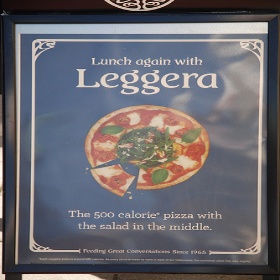 Lunch again with
Leggera
The 500 calorie* pizza with
the salad in the middle.
Feeding Great Conversations Since 1965